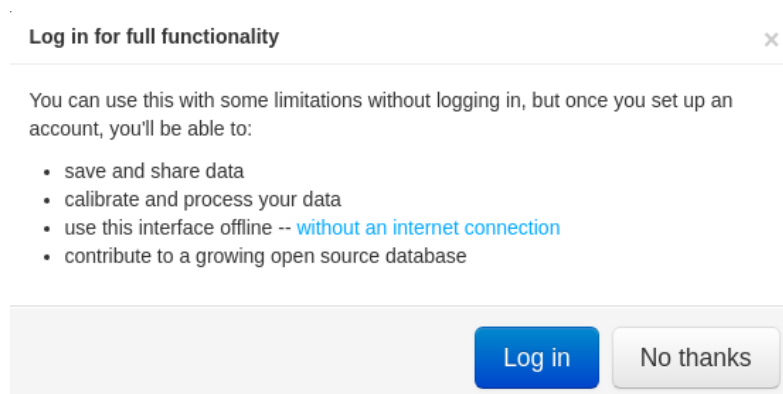 Log in for full functionality
×
You can use this with some limitations without logging in, but once you set up an
account, you'll be able to:
• save and share data
• calibrate and process your data
• use this interface offline -- without an internet connection
• contribute to a growing open source database
Log in
No thanks